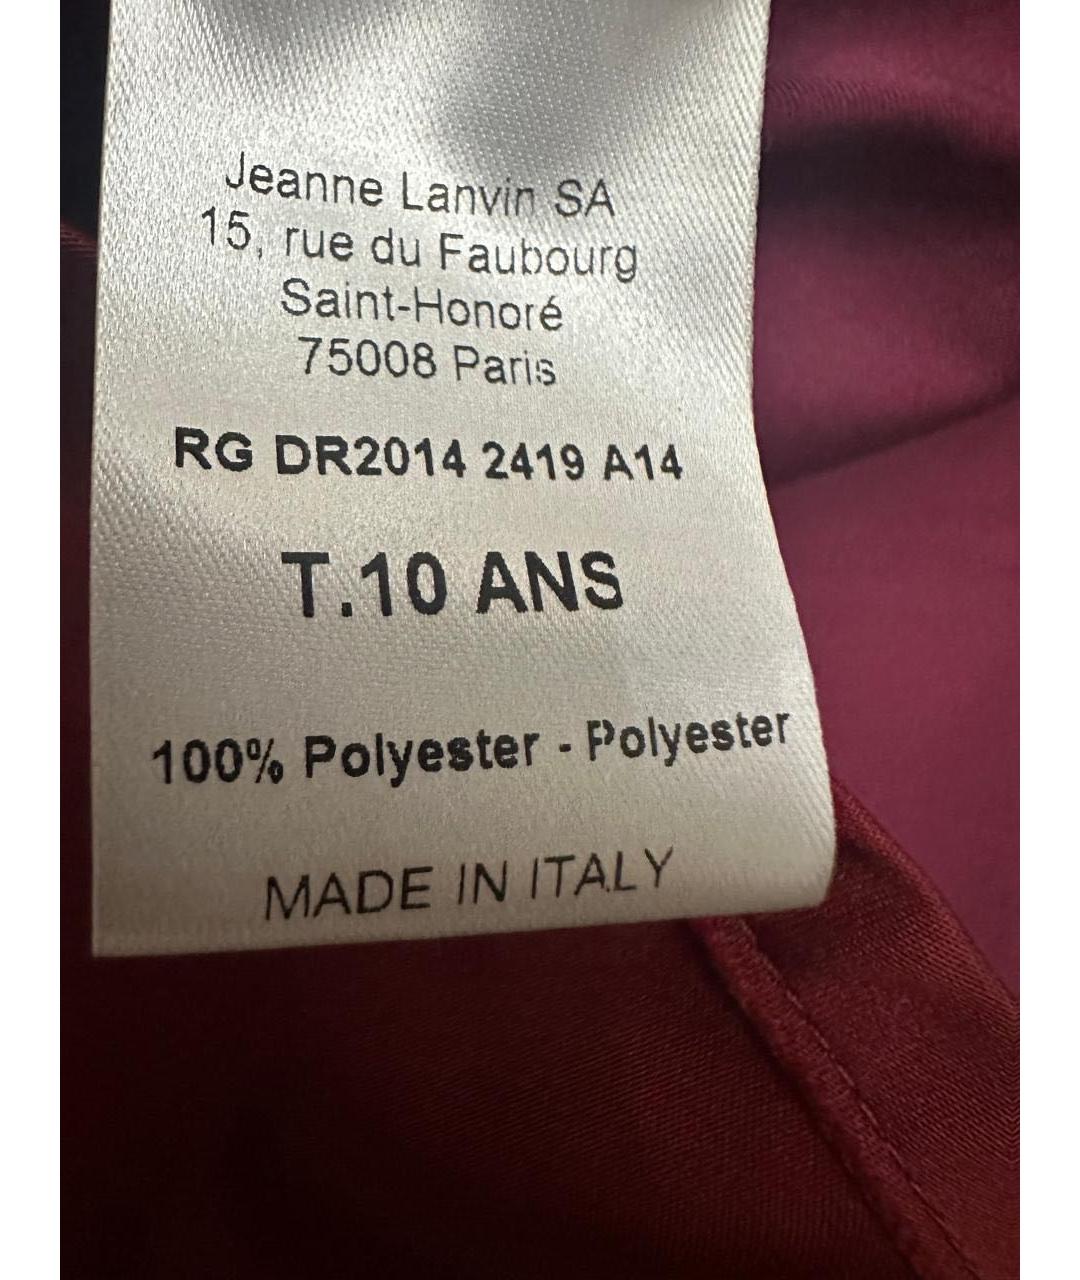 Jeanne Lanvin SA
15, rue du Faubourg
Saint-Honoré
75008 Paris
RG DR2014 2419 A14
T.10 ANS
100% Polyester - Polyester
MADE IN ITALY